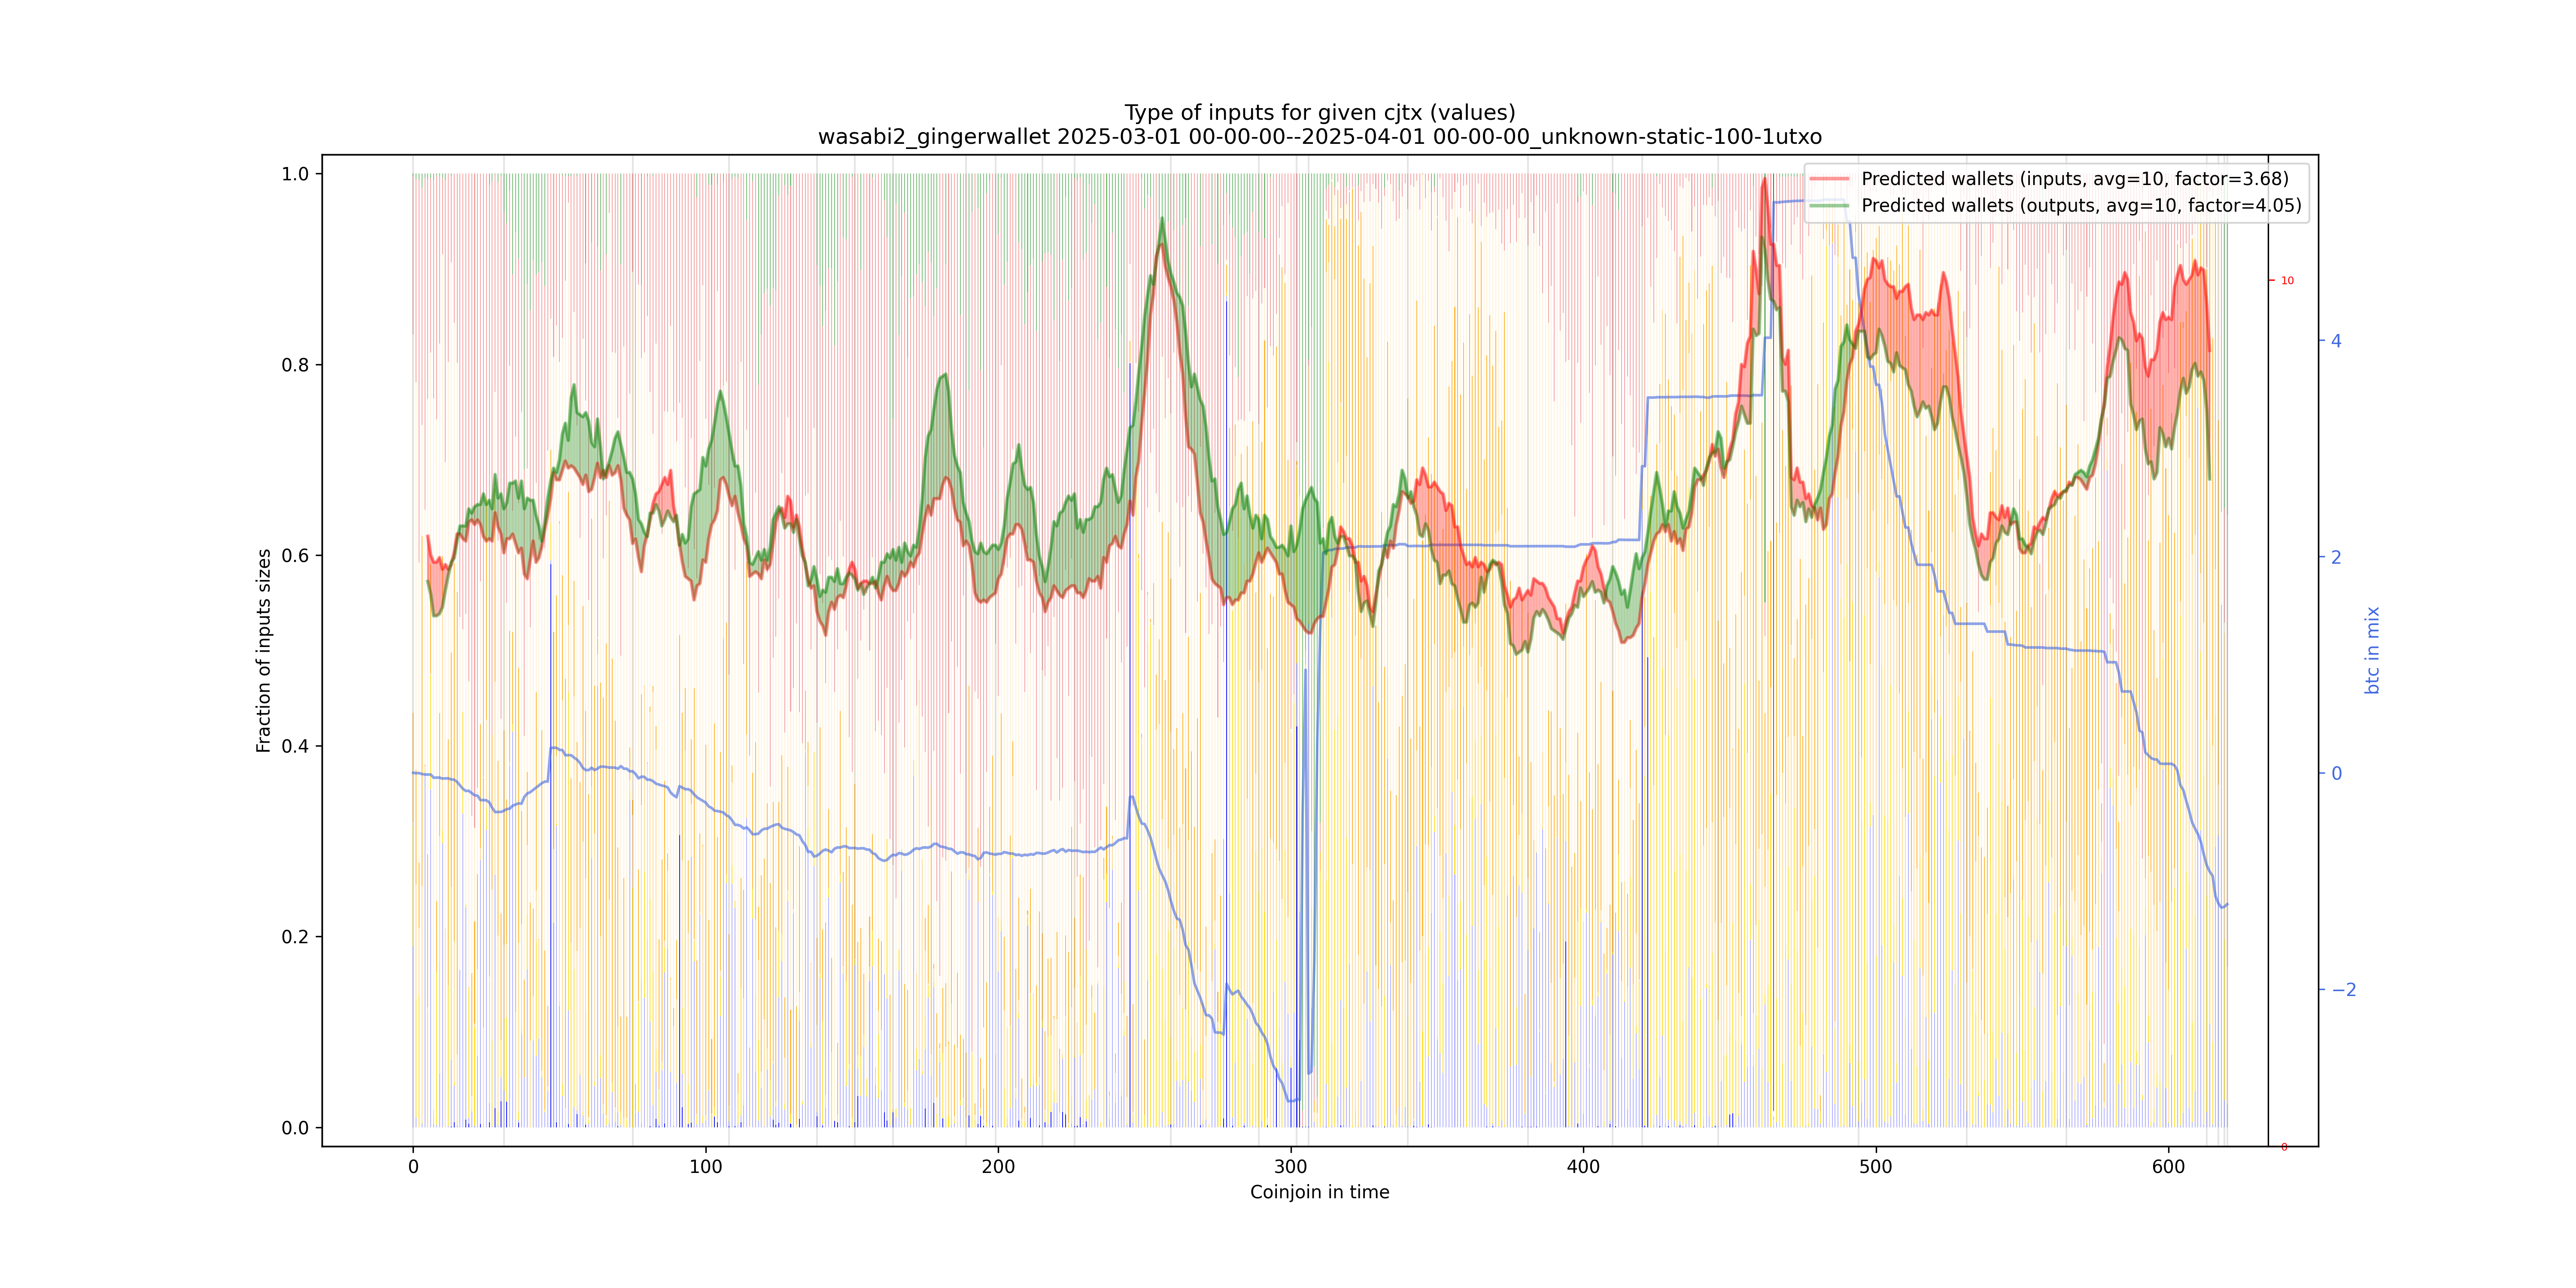 Type of inputs for given cjtx (values)
wasabi2_gingerwallet 2025-03-01 00-00-00--2025-04-01 00-00-00_unknown-static-100-1utxo
Predicted wallets (inputs, avg=10, factor=3.68)
Predicted wallets (outputs, avg=10, factor=4.05)
1.0
0.8
0.6
0.4
0.2
0.0
Fraction of inputs sizes
0
100
200
300
400
500
600
Coinjoin in time
10
0
4
2
0
−2
btc in mix